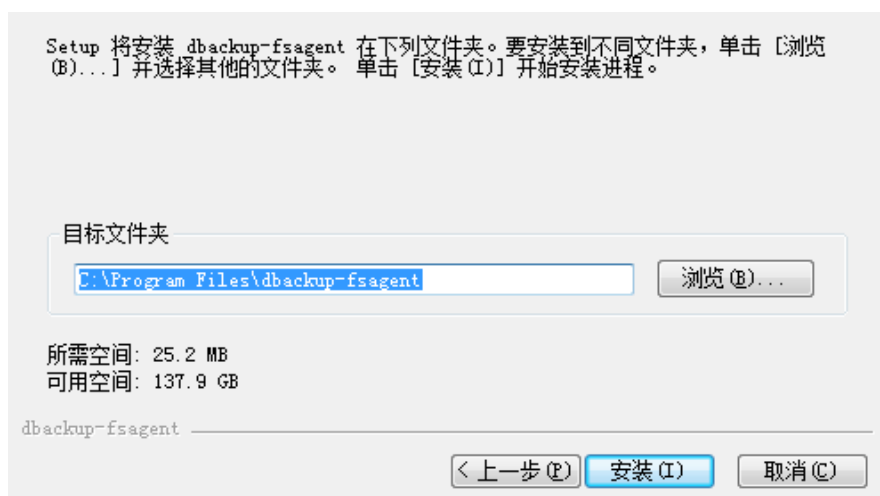 Setup 将安装 dbackup-fsagent 在下列文件夹。要安装到不同文件夹，单击 [浏览
(B)...] 并选择其他的文件夹。 单击 [安装(I)] 开始安装进程。
目标文件夹
C:\Program Files\dbackup-fsagent
浏览(B)...
所需空间: 25.2 MB
可用空间: 137.9 GB
dbackup-fsagent
< 上一步(P)
安装(I)
取消(C)